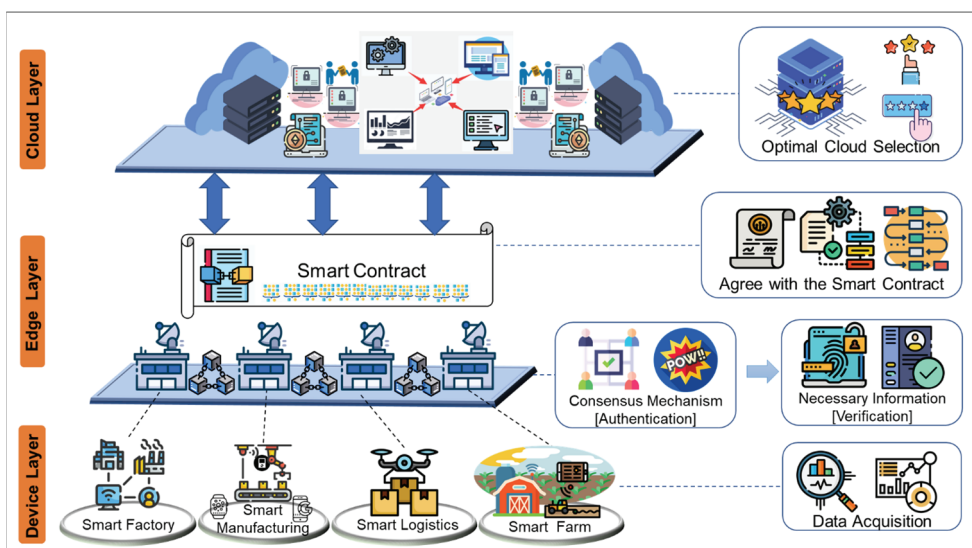 Cloud Layer
Optimal Cloud Selection
Edge Layer
Smart Contract
Agree with the Smart Contract
POW!!
Consensus Mechanism
[Authentication]
Necessary Information
[Verification]
Device Layer
Smart Factory
Smart
Manufacturing
Smart Logistics
Smart Farm
Data Acquisition